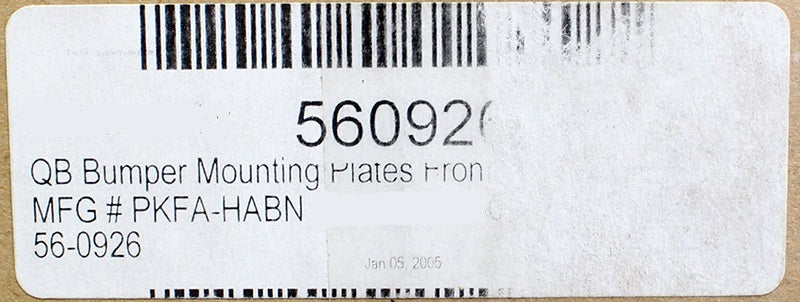 560926
QB Bumper Mounting Plates Fron
MFG # PKFA-HABN
56-0926
Jan 05, 2005